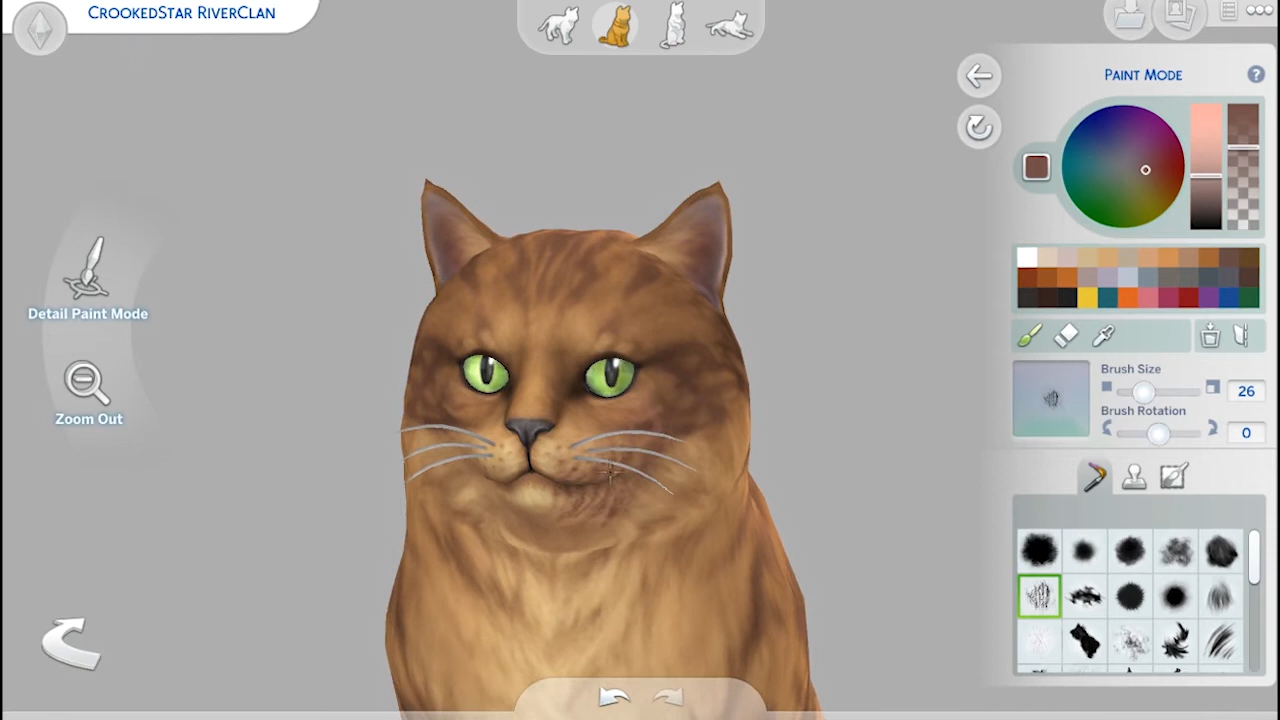 CrookedStar RiverClan
Paint Mode
?
Detail Paint Mode
Zoom Out
Brush Size
26
Brush Rotation
0